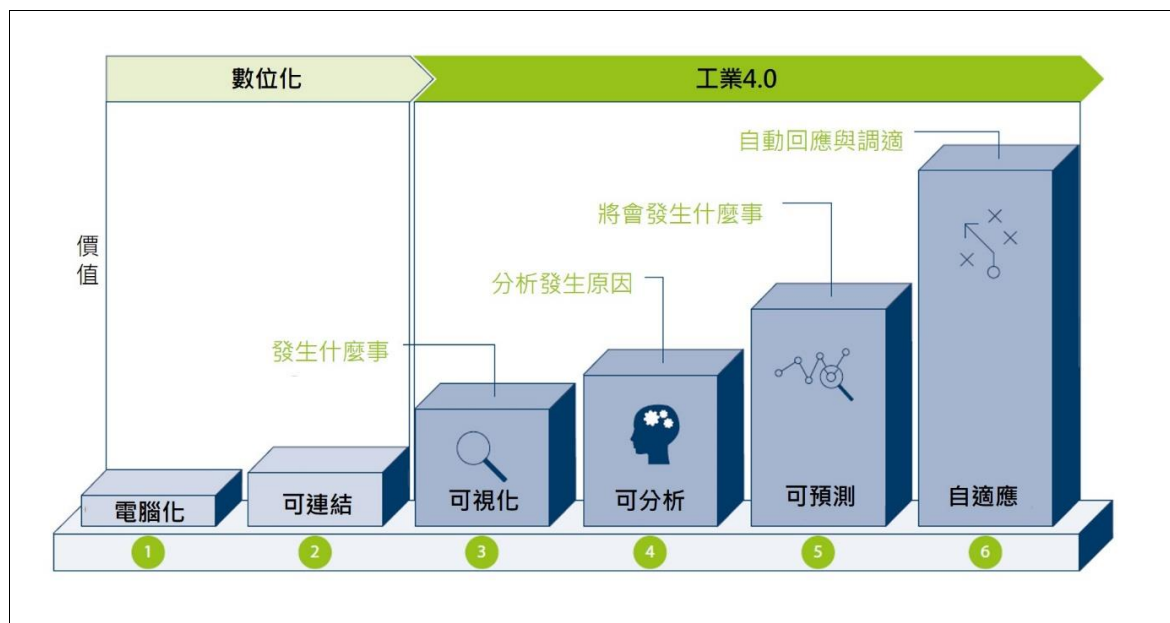 數位化
工業4.0
自動回應與調適
將會發生什麼事
價值
分析發生原因
發生什麼事
電腦化
可連結
可視化
可分析
可預測
自適應
1
2
3
4
5
6